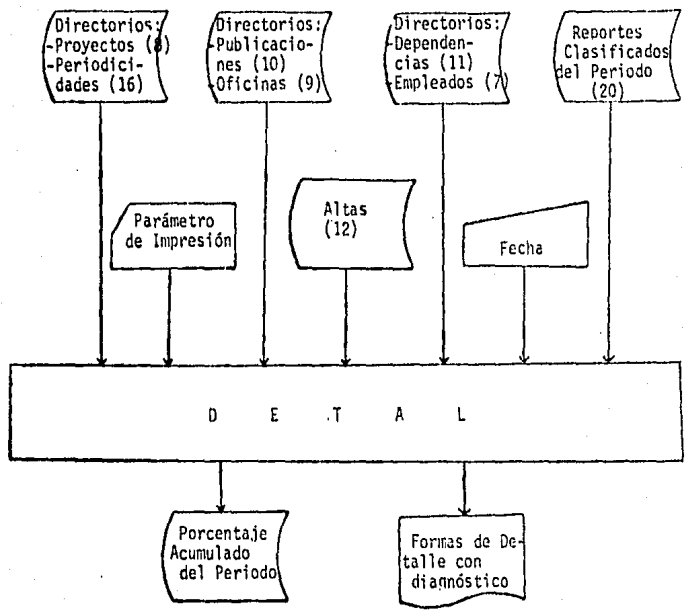 Directorios:
-Proyectos (8)
-Periodici-
dades (16)
Directorios:
-Publicacio-
nes (10)
-Oficinas (9)
Directorios:
-Dependen-
cias (11)
-Empleados (7)
Reportes
Clasificados
del Periodo
(20)
Parámetro
de Impresión
Altas
(12)
Fecha
D E T A L
Porcentaje
Acumulado
del Periodo
Formas de De-
talle con
diagnóstico